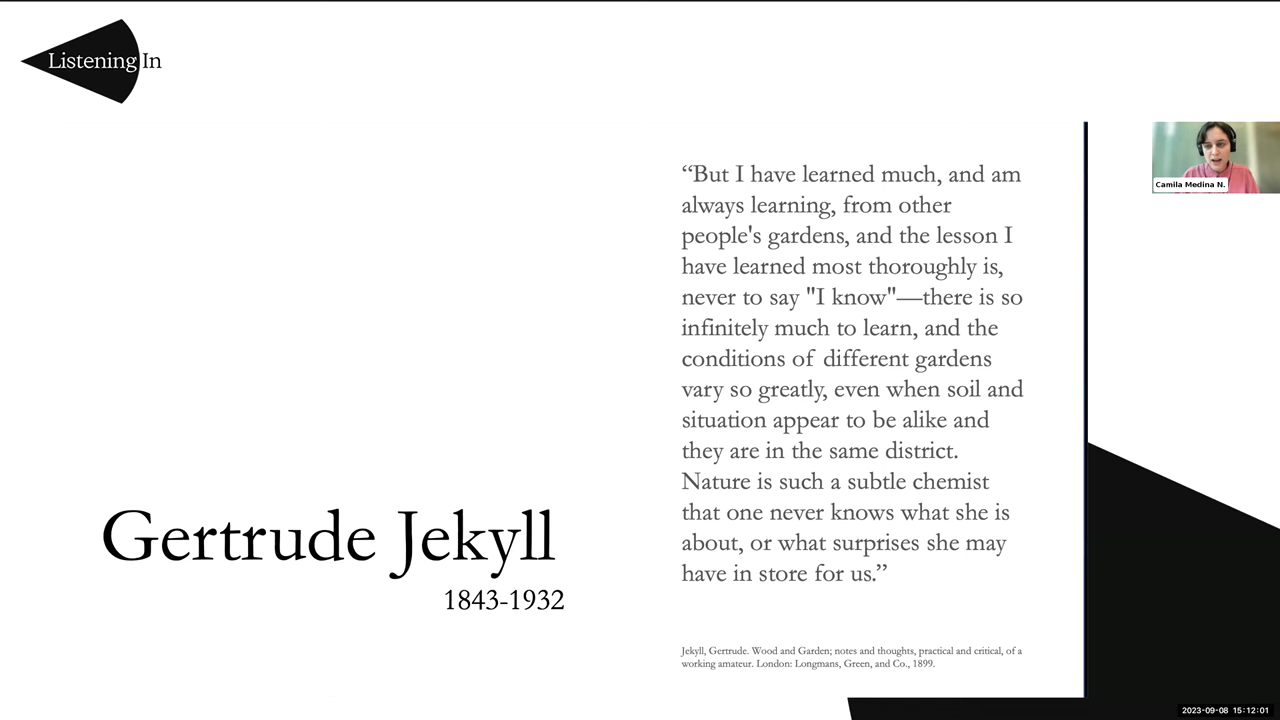 Listening In
“But I have learned much, and am
always learning, from other
people's gardens, and the lesson I
have learned most thoroughly is,
never to say "I know"—there is so
infinitely much to learn, and the
conditions of different gardens
vary so greatly, even when soil and
situation appear to be alike and
they are in the same district.
Nature is such a subtle chemist
that one never knows what she is
about, or what surprises she may
have in store for us.”
Gertrude Jekyll
1843-1932
Jekyll, Gertrude. Wood and Garden; notes and thoughts, practical and critical, of a
working amateur. London: Longmans, Green, and Co., 1899.
Camila Medina N.
2023-09-08 15:12:01